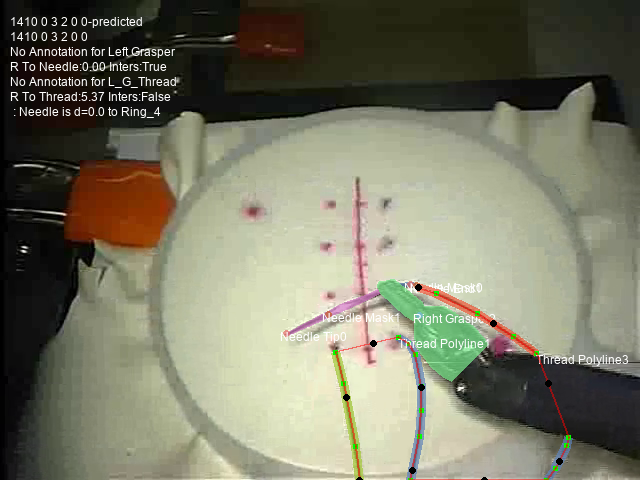 1410 0 3 2 0 0-predicted
1410 0 3 2 0 0
No Annotation for Left Grasper
R To Needle:0.00 Inters:True
No Annotation for L_G_Thread
R To Thread:5.37 Inters:False
: Needle is d=0.0 to Ring_4
Needle Mask1
Right Grasper
Needle Tip0
Thread Polyline1
Thread Polyline3